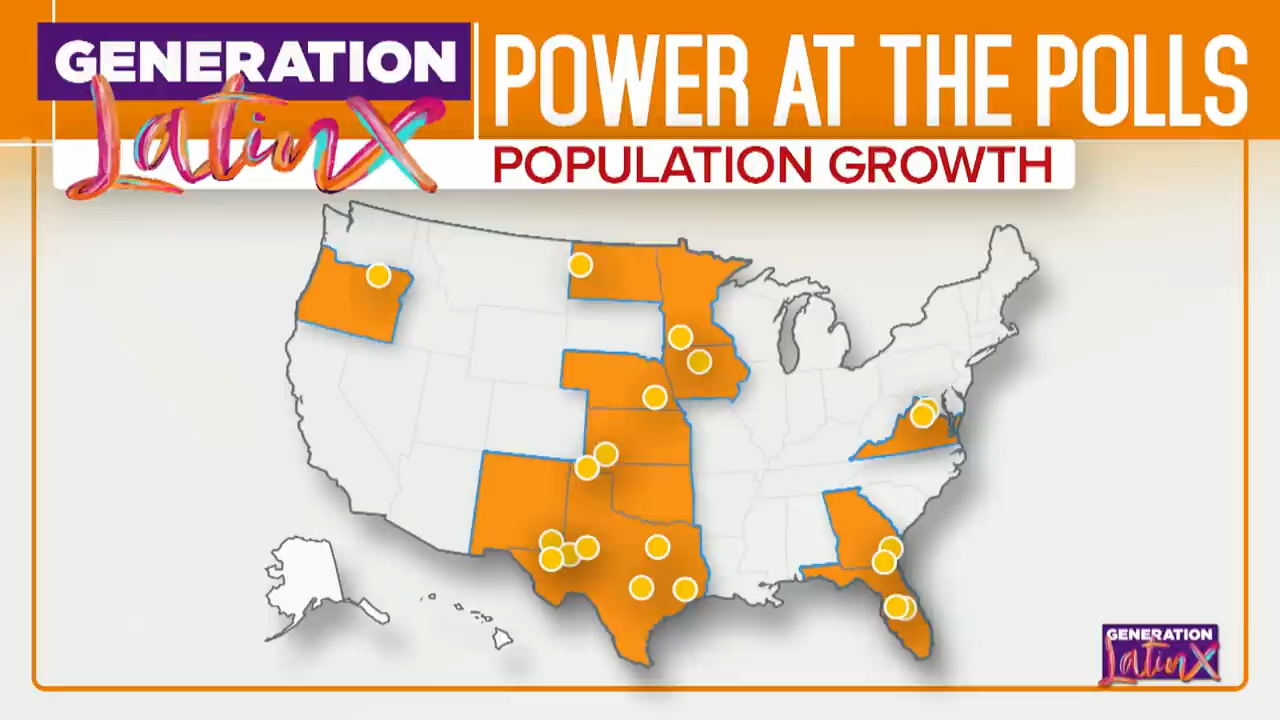 GENERATION
LatinX
POWER AT THE POLLS
POPULATION GROWTH
GENERATION
LatinX